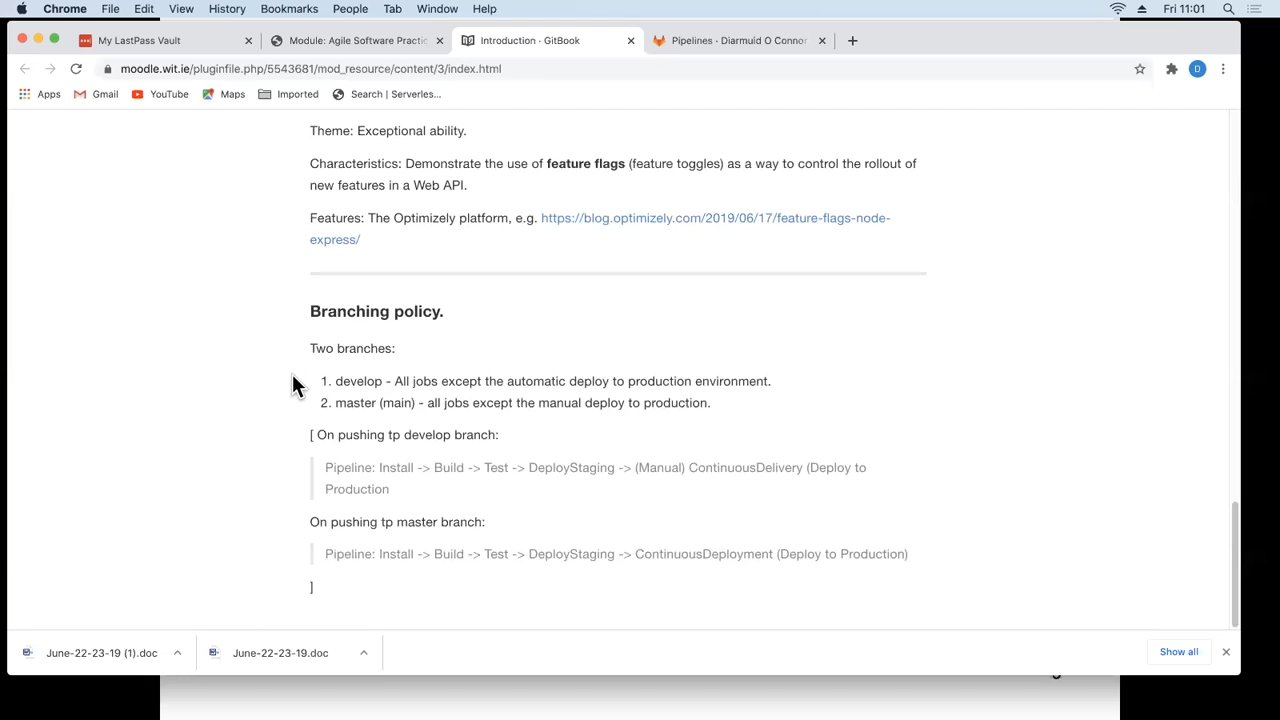 Chrome File Edit View History Bookmarks People Tab Window Help Fri 11:01
My LastPass Vault Module: Agile Software Practic Introduction · GitBook Pipelines · Diarmuid O Connor
moodle.wit.ie/pluginfile.php/5543681/mod_resource/content/3/index.html D
Apps Gmail YouTube Maps Imported Search | Serverles...
Theme: Exceptional ability.
Characteristics: Demonstrate the use of feature flags (feature toggles) as a way to control the rollout of
new features in a Web API.
Features: The Optimizely platform, e.g. https://blog.optimizely.com/2019/06/17/feature-flags-node-
express/
Branching policy.
Two branches:
1. develop - All jobs except the automatic deploy to production environment.
2. master (main) - all jobs except the manual deploy to production.
[ On pushing tp develop branch:
Pipeline: Install -> Build -> Test -> DeployStaging -> (Manual) ContinuousDelivery (Deploy to
Production
On pushing tp master branch:
Pipeline: Install -> Build -> Test -> DeployStaging -> ContinuousDeployment (Deploy to Production)
]
June-22-23-19 (1).doc June-22-23-19.doc Show all